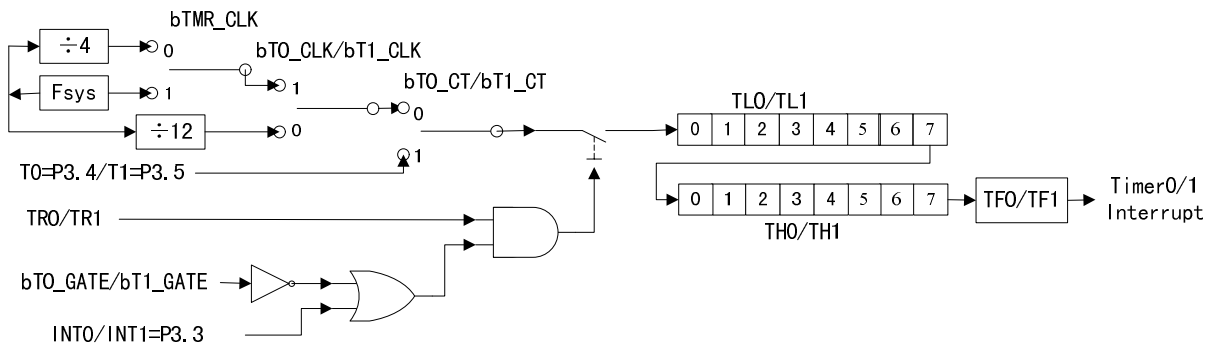 bTMR_CLK
÷4
0
bT0_CLK/bT1_CLK
Fsys
1
1
bT0_CT/bT1_CT
0
÷12
0
TL0/TL1
0 1 2 3 4 5 6 7
1
T0=P3.4/T1=P3.5
0 1 2 3 4 5 6 7
TF0/TF1
Timer0/1
Interrupt
TR0/TR1
TH0/TH1
bT0_GATE/bT1_GATE
INT0/INT1=P3.3